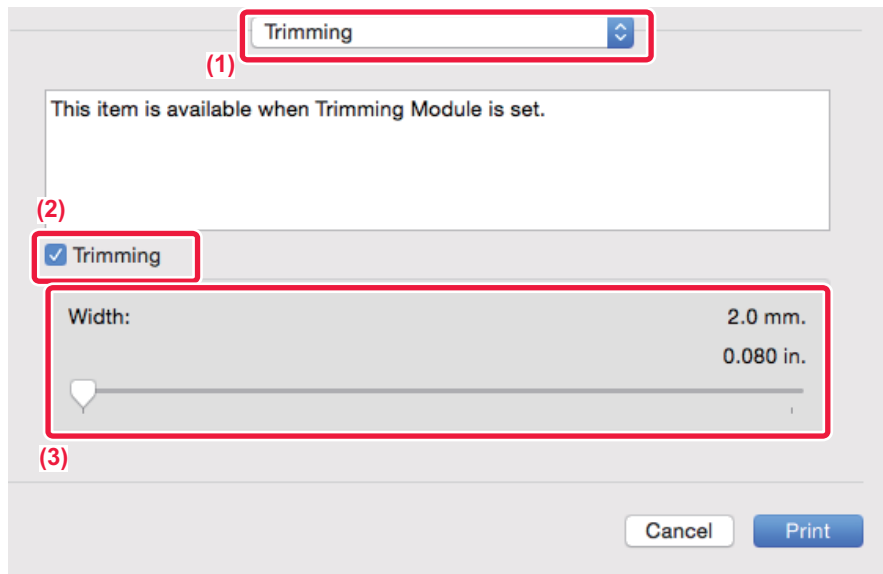 Trimming
(1)
This item is available when Trimming Module is set.
(2)
Trimming
Width: 2.0 mm.
0.080 in.
(3)
Cancel Print